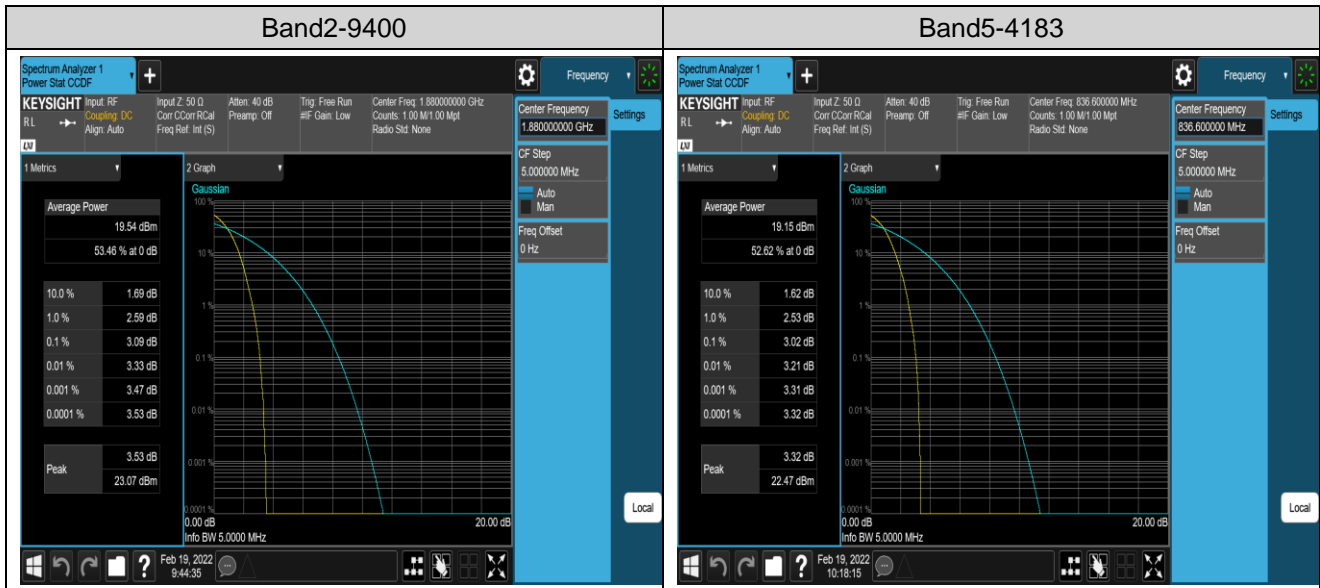 Band2-9400
Spectrum Analyzer 1
Power Stat CCDF
+
Frequency
KEYSIGHT
RL
LXI
Input: RF
Coupling: DC
Align: Auto
Input Z: 50 Ω
Corr CCorr RCal
Freq Ref: Int (S)
Atten: 40 dB
Preamp: Off
Trig: Free Run
#IF Gain: Low
Center Freq: 1.880000000 GHz
Counts: 1.00 M/1.00 Mpt
Radio Std: None
Center Frequency
1.880000000 GHz
Settings
CF Step
5.000000 MHz
Auto
Man
Freq Offset
0 Hz
1 Metrics
2 Graph
Average Power
19.54 dBm
53.46 % at 0 dB
10.0 % 1.69 dB
1.0 % 2.59 dB
0.1 % 3.09 dB
0.01 % 3.33 dB
0.001 % 3.47 dB
0.0001 % 3.53 dB
Peak
3.53 dB
23.07 dBm
Gaussian
100 %
10 %
1 %
0.1 %
0.01 %
0.001 %
0.0001 %
0.00 dB 20.00 dB
Info BW 5.0000 MHz
Local
?
Feb 19, 2022
9:44:35
Band5-4183
Spectrum Analyzer 1
Power Stat CCDF
+
Frequency
KEYSIGHT
RL
LXI
Input: RF
Coupling: DC
Align: Auto
Input Z: 50 Ω
Corr CCorr RCal
Freq Ref: Int (S)
Atten: 40 dB
Preamp: Off
Trig: Free Run
#IF Gain: Low
Center Freq: 836.600000 MHz
Counts: 1.00 M/1.00 Mpt
Radio Std: None
Center Frequency
836.600000 MHz
Settings
CF Step
5.000000 MHz
Auto
Man
Freq Offset
0 Hz
1 Metrics
2 Graph
Average Power
19.15 dBm
52.62 % at 0 dB
10.0 % 1.62 dB
1.0 % 2.53 dB
0.1 % 3.02 dB
0.01 % 3.21 dB
0.001 % 3.31 dB
0.0001 % 3.32 dB
Peak
3.32 dB
22.47 dBm
Gaussian
100 %
10 %
1 %
0.1 %
0.01 %
0.001 %
0.0001 %
0.00 dB 20.00 dB
Info BW 5.0000 MHz
Local
?
Feb 19, 2022
10:18:15